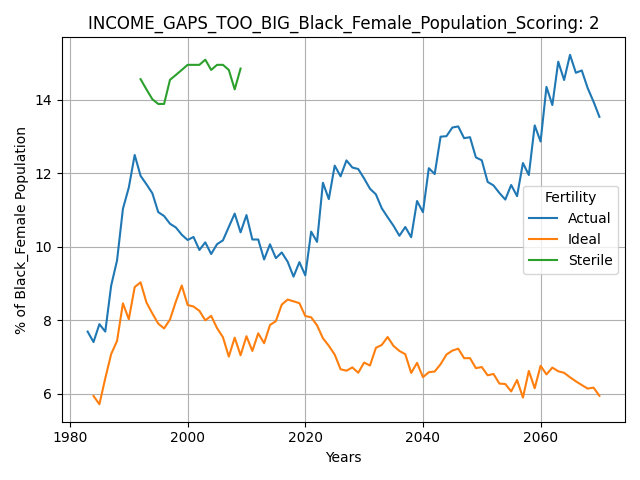 INCOME_GAPS_TOO_BIG_Black_Female_Population_Scoring: 2
% of Black_Female Population
14
12
10
8
6
Fertility
Actual
Ideal
Sterile
1980
2000
2020
2040
2060
Years